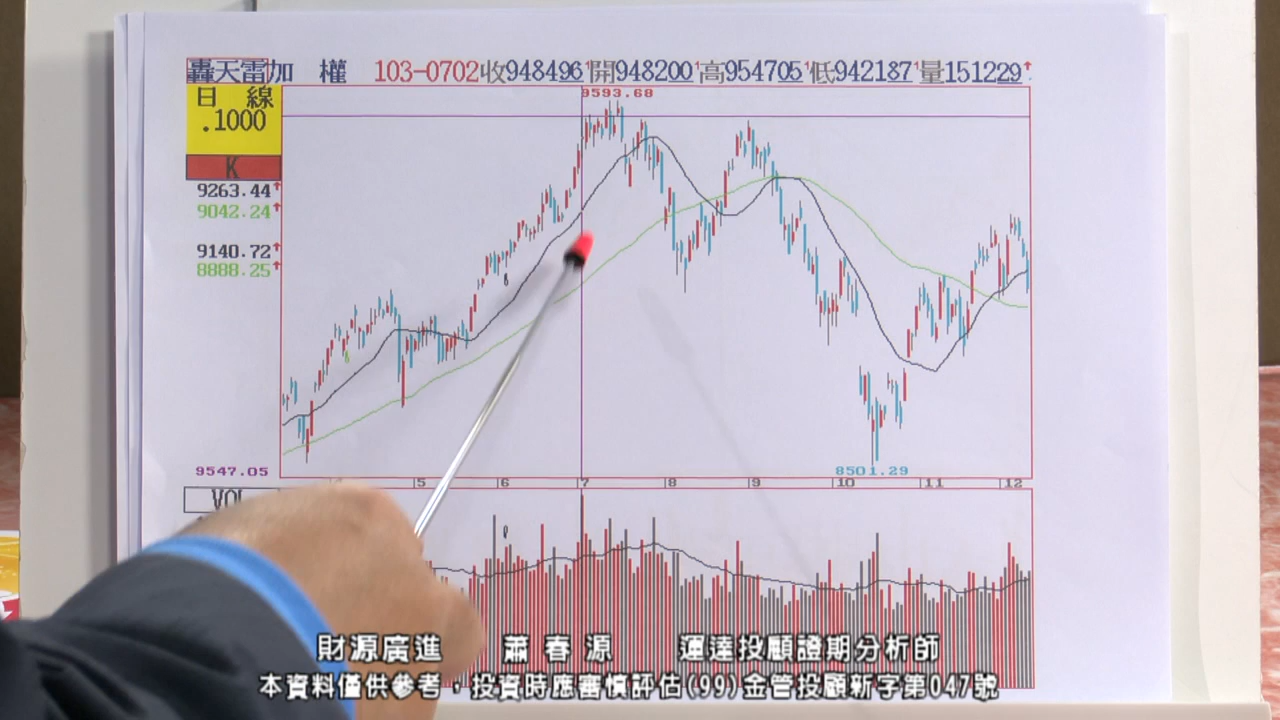 轟天雷加 權 103-0702收948496開948200高954705低942187量151229
9593.68
日 線
.1000
K
9263.44
9042.24
9140.72
8888.25
9547.05
8501.29
5 6 7 8 9 10 11 12
VOL
財源廣進 蕭春源 運達投顧證期分析師
本資料僅供參考，投資時應審慎評估(99)金管投顧新字第047號